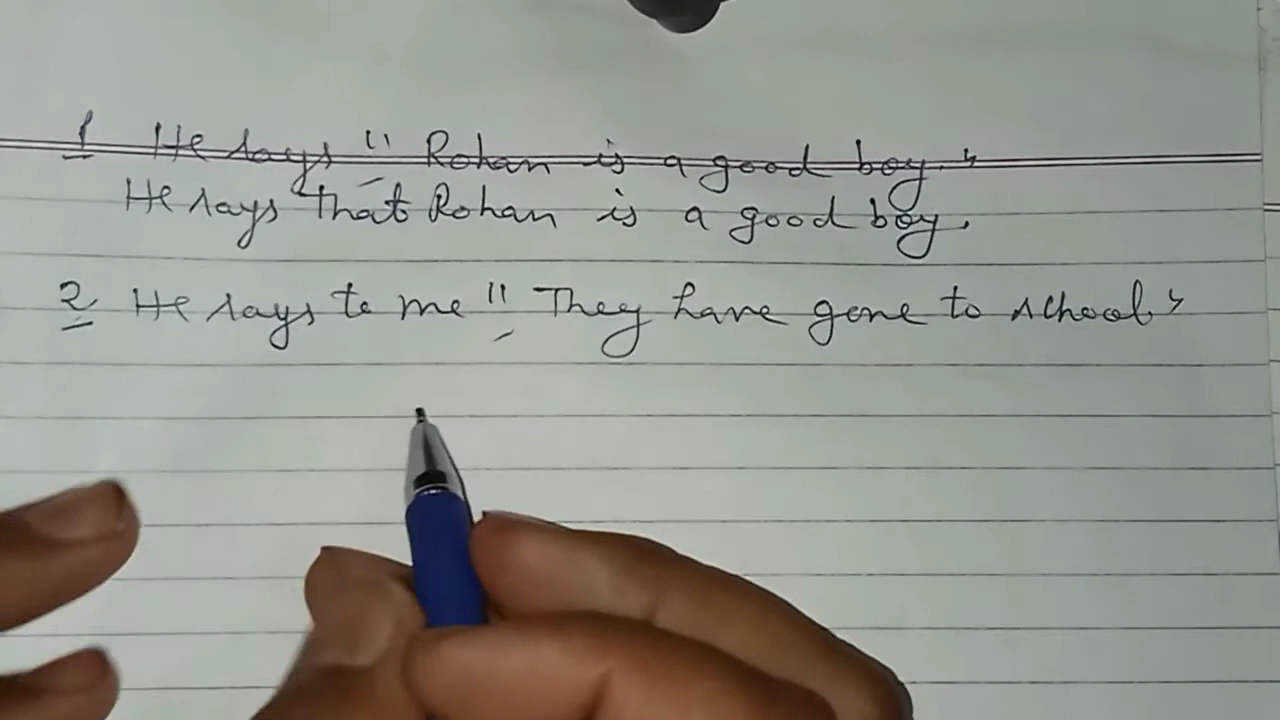 1 He says " Rohan is a good boy."
He says that Rohan is a good boy.
2 He says to me " They have gone to school"